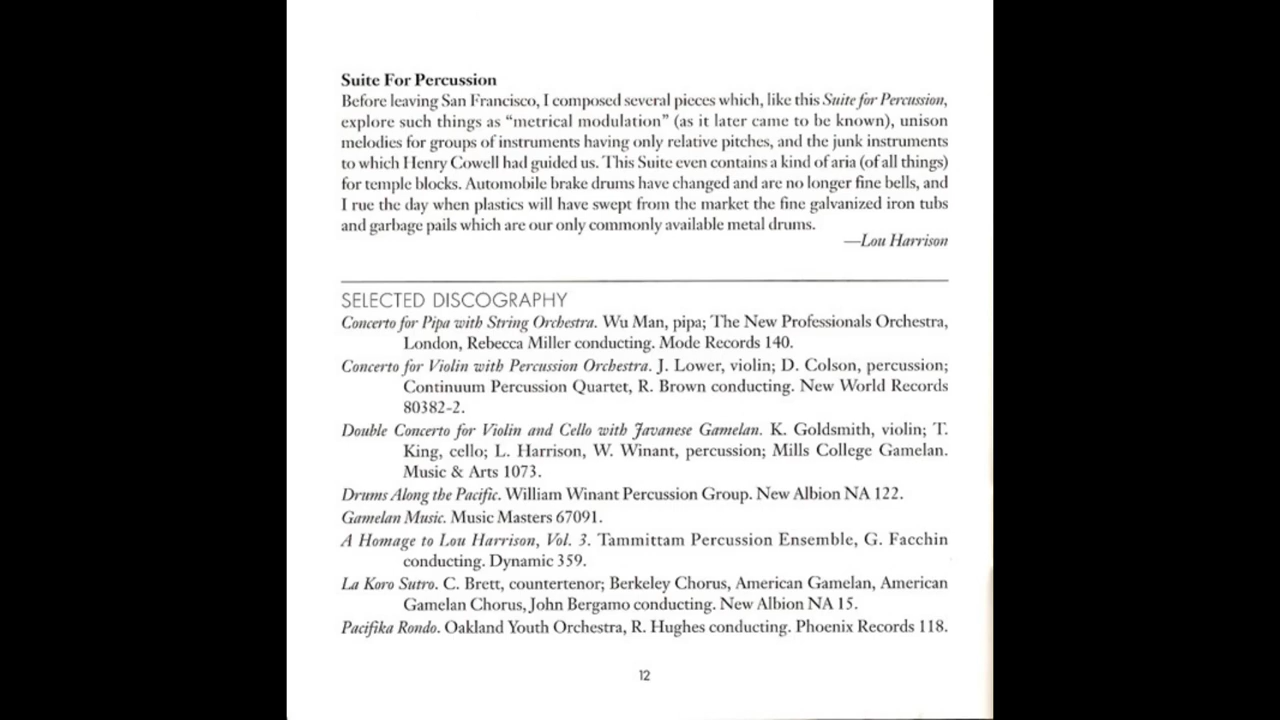 Suite For Percussion
Before leaving San Francisco, I composed several pieces which, like this Suite for Percussion,
explore such things as “metrical modulation” (as it later came to be known), unison
melodies for groups of instruments having only relative pitches, and the junk instruments
to which Henry Cowell had guided us. This Suite even contains a kind of aria (of all things)
for temple blocks. Automobile brake drums have changed and are no longer fine bells, and
I rue the day when plastics will have swept from the market the fine galvanized iron tubs
and garbage pails which are our only commonly available metal drums.
—Lou Harrison
SELECTED DISCOGRAPHY
Concerto for Pipa with String Orchestra. Wu Man, pipa; The New Professionals Orchestra,
London, Rebecca Miller conducting. Mode Records 140.
Concerto for Violin with Percussion Orchestra. J. Lower, violin; D. Colson, percussion;
Continuum Percussion Quartet, R. Brown conducting. New World Records
80382-2.
Double Concerto for Violin and Cello with Javanese Gamelan. K. Goldsmith, violin; T.
King, cello; L. Harrison, W. Winant, percussion; Mills College Gamelan.
Music & Arts 1073.
Drums Along the Pacific. William Winant Percussion Group. New Albion NA 122.
Gamelan Music. Music Masters 67091.
A Homage to Lou Harrison, Vol. 3. Tammittam Percussion Ensemble, G. Facchin
conducting. Dynamic 359.
La Koro Sutro. C. Brett, countertenor; Berkeley Chorus, American Gamelan, American
Gamelan Chorus, John Bergamo conducting. New Albion NA 15.
Pacifika Rondo. Oakland Youth Orchestra, R. Hughes conducting. Phoenix Records 118.
12